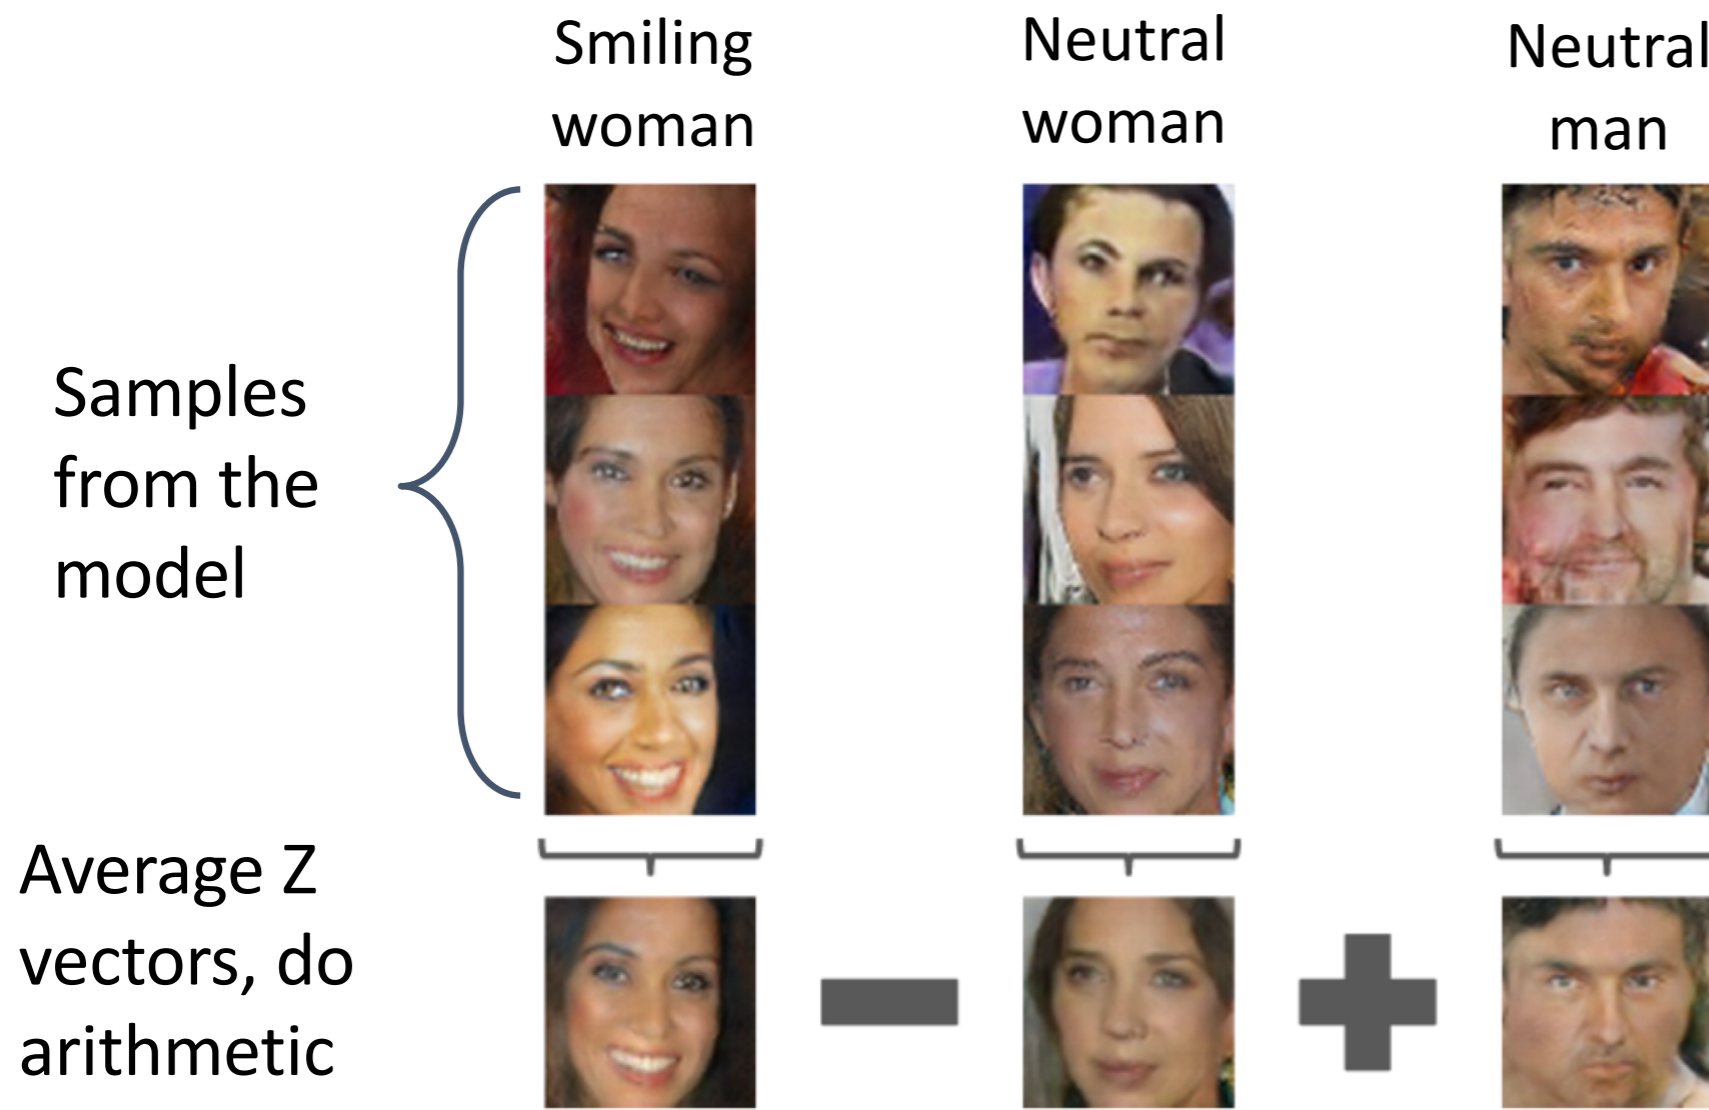 Smiling
woman
Neutral
woman
Neutral
man
Samples
from the
model
Average Z
vectors, do
arithmetic